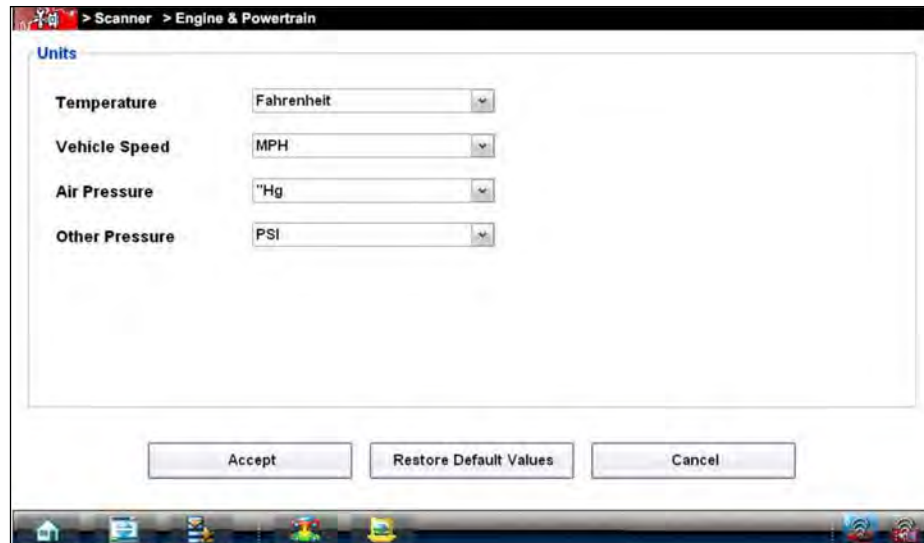 > Scanner > Engine & Powertrain
Units
Temperature Fahrenheit
Vehicle Speed MPH
Air Pressure "Hg
Other Pressure PSI
Accept Restore Default Values Cancel